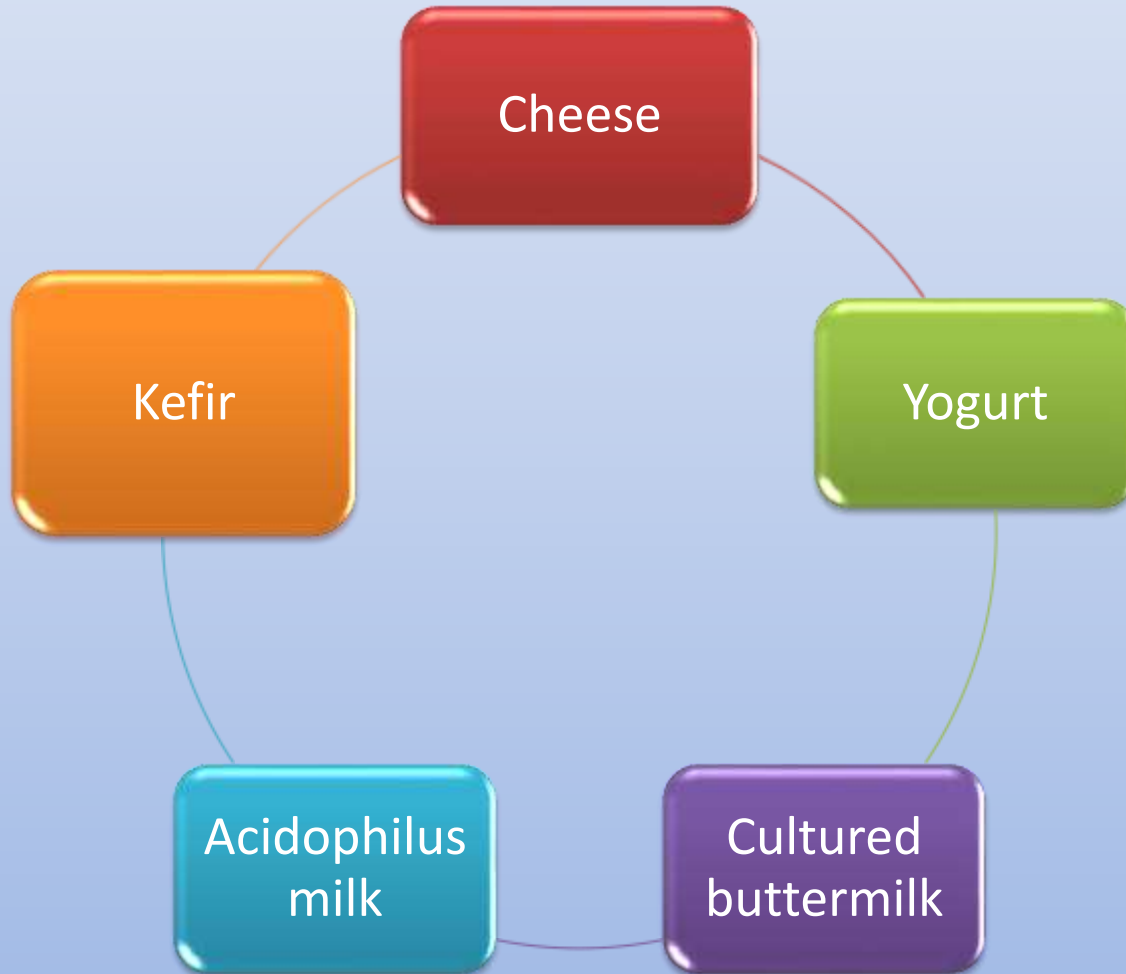 Cheese
Yogurt
Cultured
buttermilk
Acidophilus
milk
Kefir